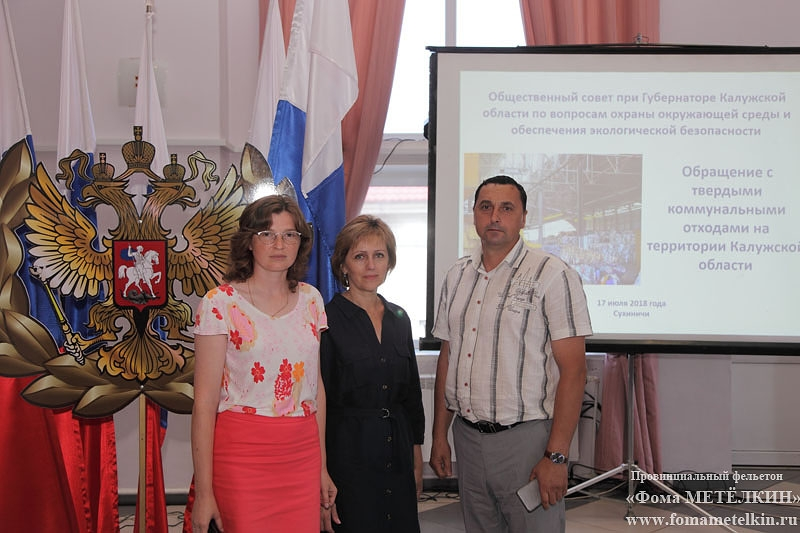 Общественный совет при Губернаторе Калужской
области по вопросам охраны окружающей среды и
обеспечения экологической безопасности
Обращение с
твердыми
коммунальными
отходами на
территории Калужской
области
17 июля 2018 года
Сухиничи
Провинциальный фельетон
«Фома МЕТЁЛКИН»
www.fomametelkin.ru